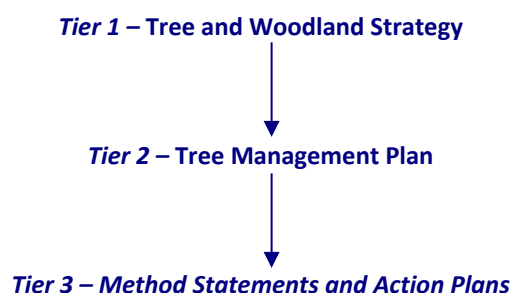 Tier 1 – Tree and Woodland Strategy
Tier 2 – Tree Management Plan
Tier 3 – Method Statements and Action Plans